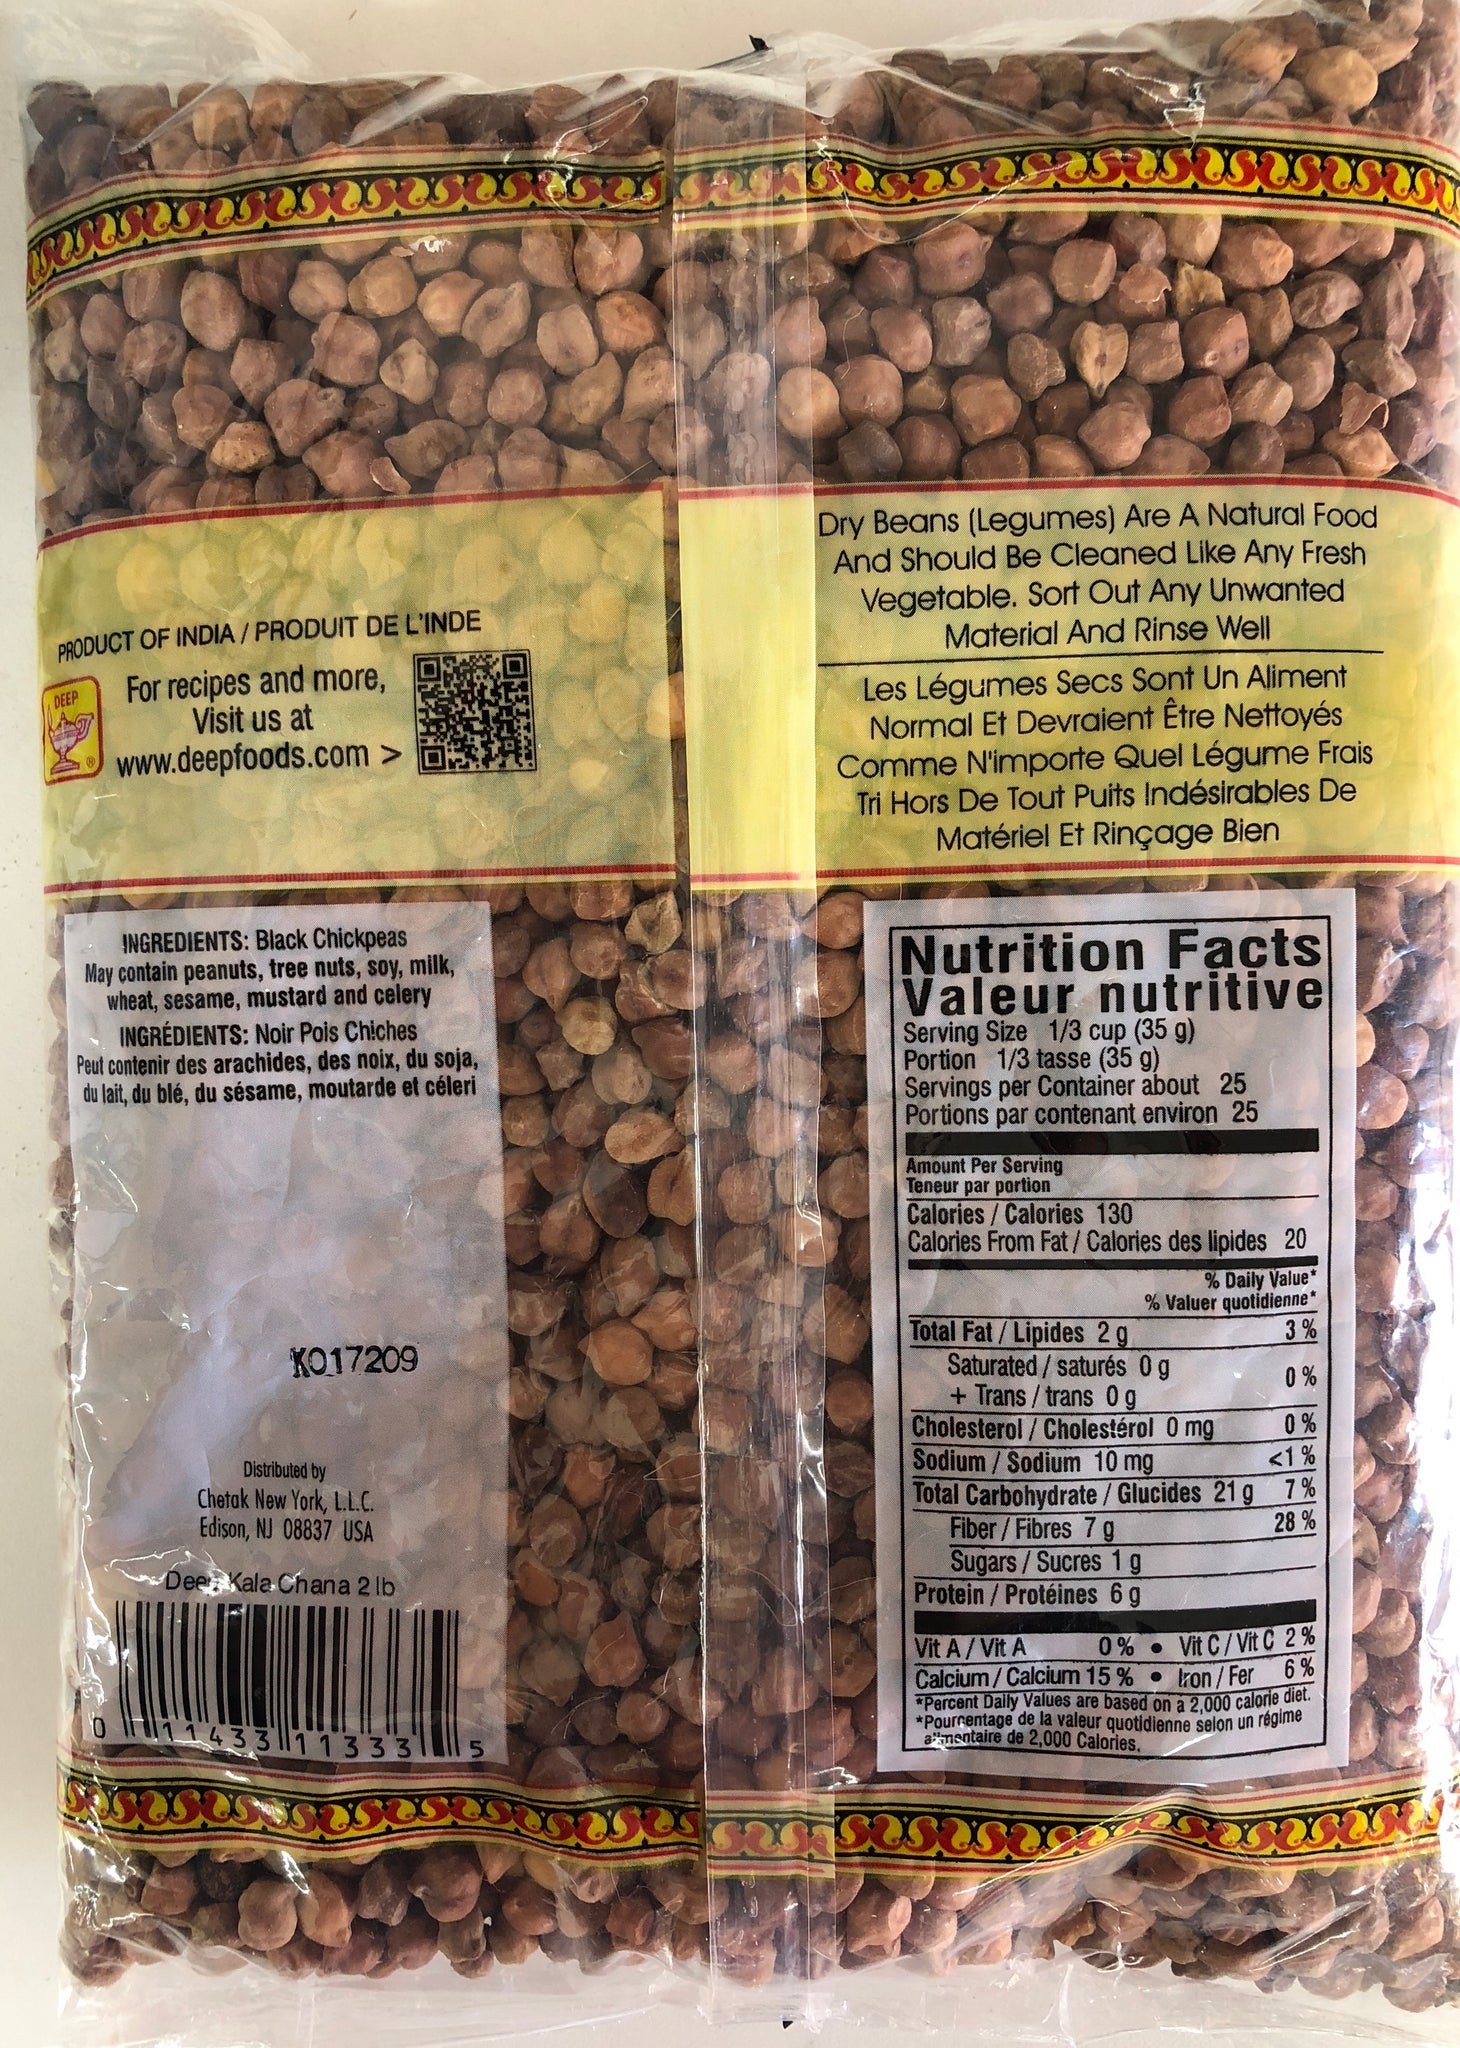 PRODUCT OF INDIA / PRODUIT DE L'INDE
DEEP
®
For recipes and more,
Visit us at
www.deepfoods.com >
Dry Beans (Legumes) Are A Natural Food
And Should Be Cleaned Like Any Fresh
Vegetable. Sort Out Any Unwanted
Material And Rinse Well
Les Légumes Secs Sont Un Aliment
Normal Et Devraient Être Nettoyés
Comme N'importe Quel Légume Frais
Tri Hors De Tout Puits Indésirables De
Matériel Et Rinçage Bien
INGREDIENTS: Black Chickpeas
May contain peanuts, tree nuts, soy, milk,
wheat, sesame, mustard and celery
INGRÉDIENTS: Noir Pois Chiches
Peut contenir des arachides, des noix, du soja,
du lait, du blé, du sésame, moutarde et céleri
K017209
Distributed by
Chetak New York, L.L.C.
Edison, NJ 08837 USA
Deep Kala Chana 2 lb
0 11433 11333 5
Nutrition Facts
Valeur nutritive
Serving Size 1/3 cup (35 g)
Portion 1/3 tasse (35 g)
Servings per Container about 25
Portions par contenant environ 25
Amount Per Serving
Teneur par portion
Calories / Calories 130
Calories From Fat / Calories des lipides 20
% Daily Value*
% Valuer quotidienne*
Total Fat / Lipides 2 g 3 %
Saturated / saturés 0 g
+ Trans / trans 0 g 0 %
Cholesterol / Cholestérol 0 mg 0 %
Sodium / Sodium 10 mg <1 %
Total Carbohydrate / Glucides 21 g 7 %
Fiber / Fibres 7 g 28 %
Sugars / Sucres 1 g
Protein / Protéines 6 g
Vit A / Vit A 0 % • Vit C / Vit C 2 %
Calcium / Calcium 15 % • Iron / Fer 6 %
*Percent Daily Values are based on a 2,000 calorie diet.
*Pourcentage de la valeur quotidienne selon un régime
alimentaire de 2,000 Calories.